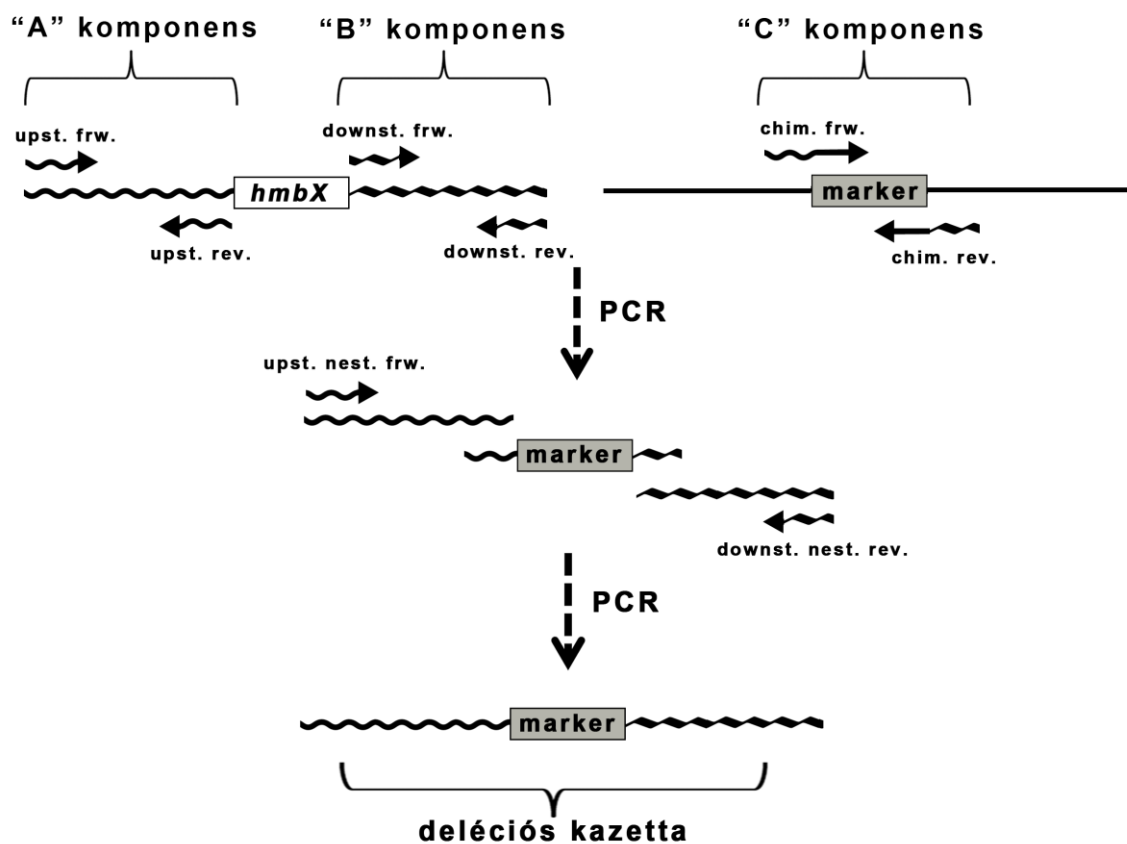 “A” komponens
“B” komponens
“C” komponens
upst. frw.
downst. frw.
chim. frw.
hmbX
marker
upst. rev.
downst. rev.
chim. rev.
PCR
upst. nest. frw.
marker
downst. nest. rev.
PCR
marker
deléciós kazetta